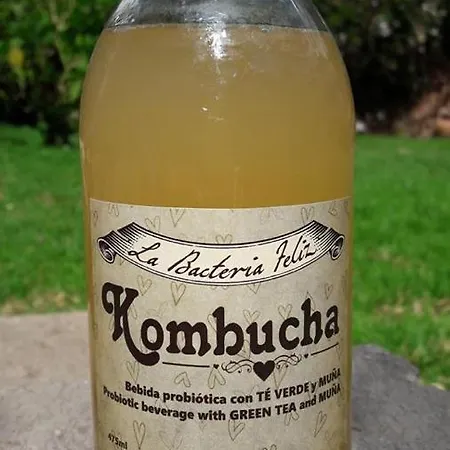 La Bacteria Feliz
Kombucha
Bebida probiótica con TÉ VERDE y MUÑA
Probiotic beverage with GREEN TEA and MUÑA
475ml